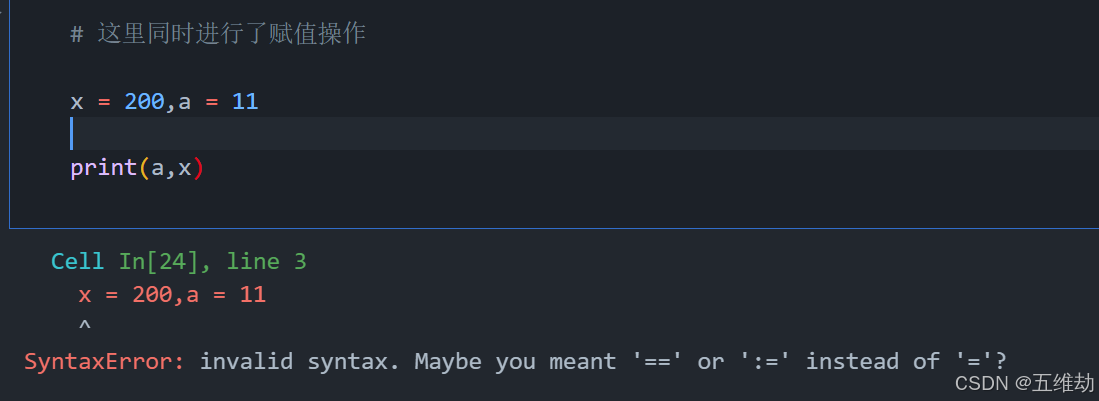 # 这里同时进行了赋值操作
x = 200,a = 11
print(a,x)
Cell In[24], line 3
x = 200,a = 11
^
SyntaxError: invalid syntax. Maybe you meant '==' or ':=' instead of '='?
CSDN @五维劫